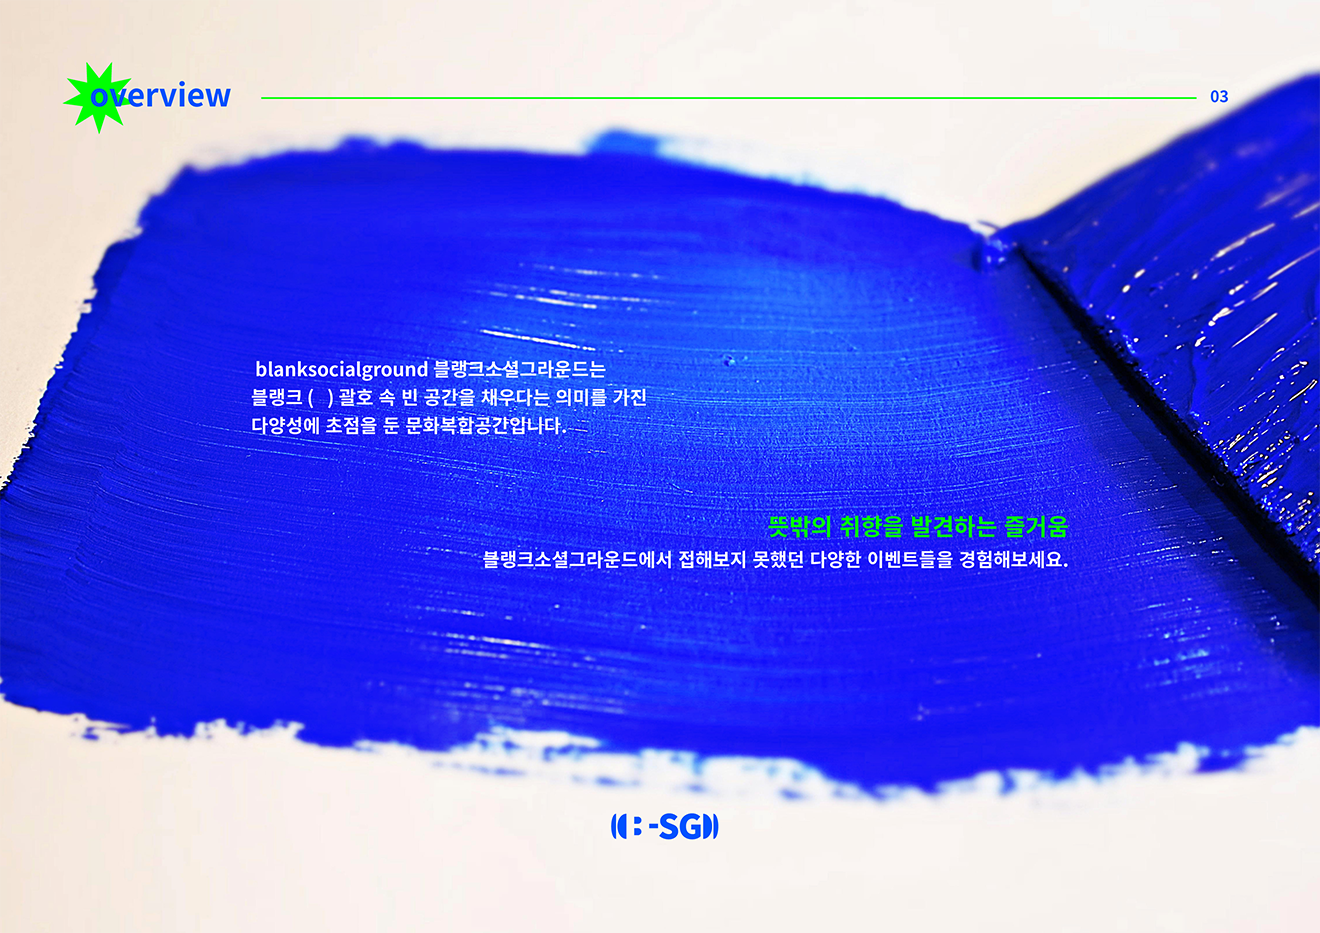 overview
03
blanksocialground 블랭크소셜그라운드는
블랭크 (   ) 괄호 속 빈 공간을 채우다는 의미를 가진
다양성에 초점을 둔 문화복합공간입니다.
뜻밖의 취향을 발견하는 즐거움
블랭크소셜그라운드에서 접해보지 못했던 다양한 이벤트들을 경험해보세요.
((B-SG))